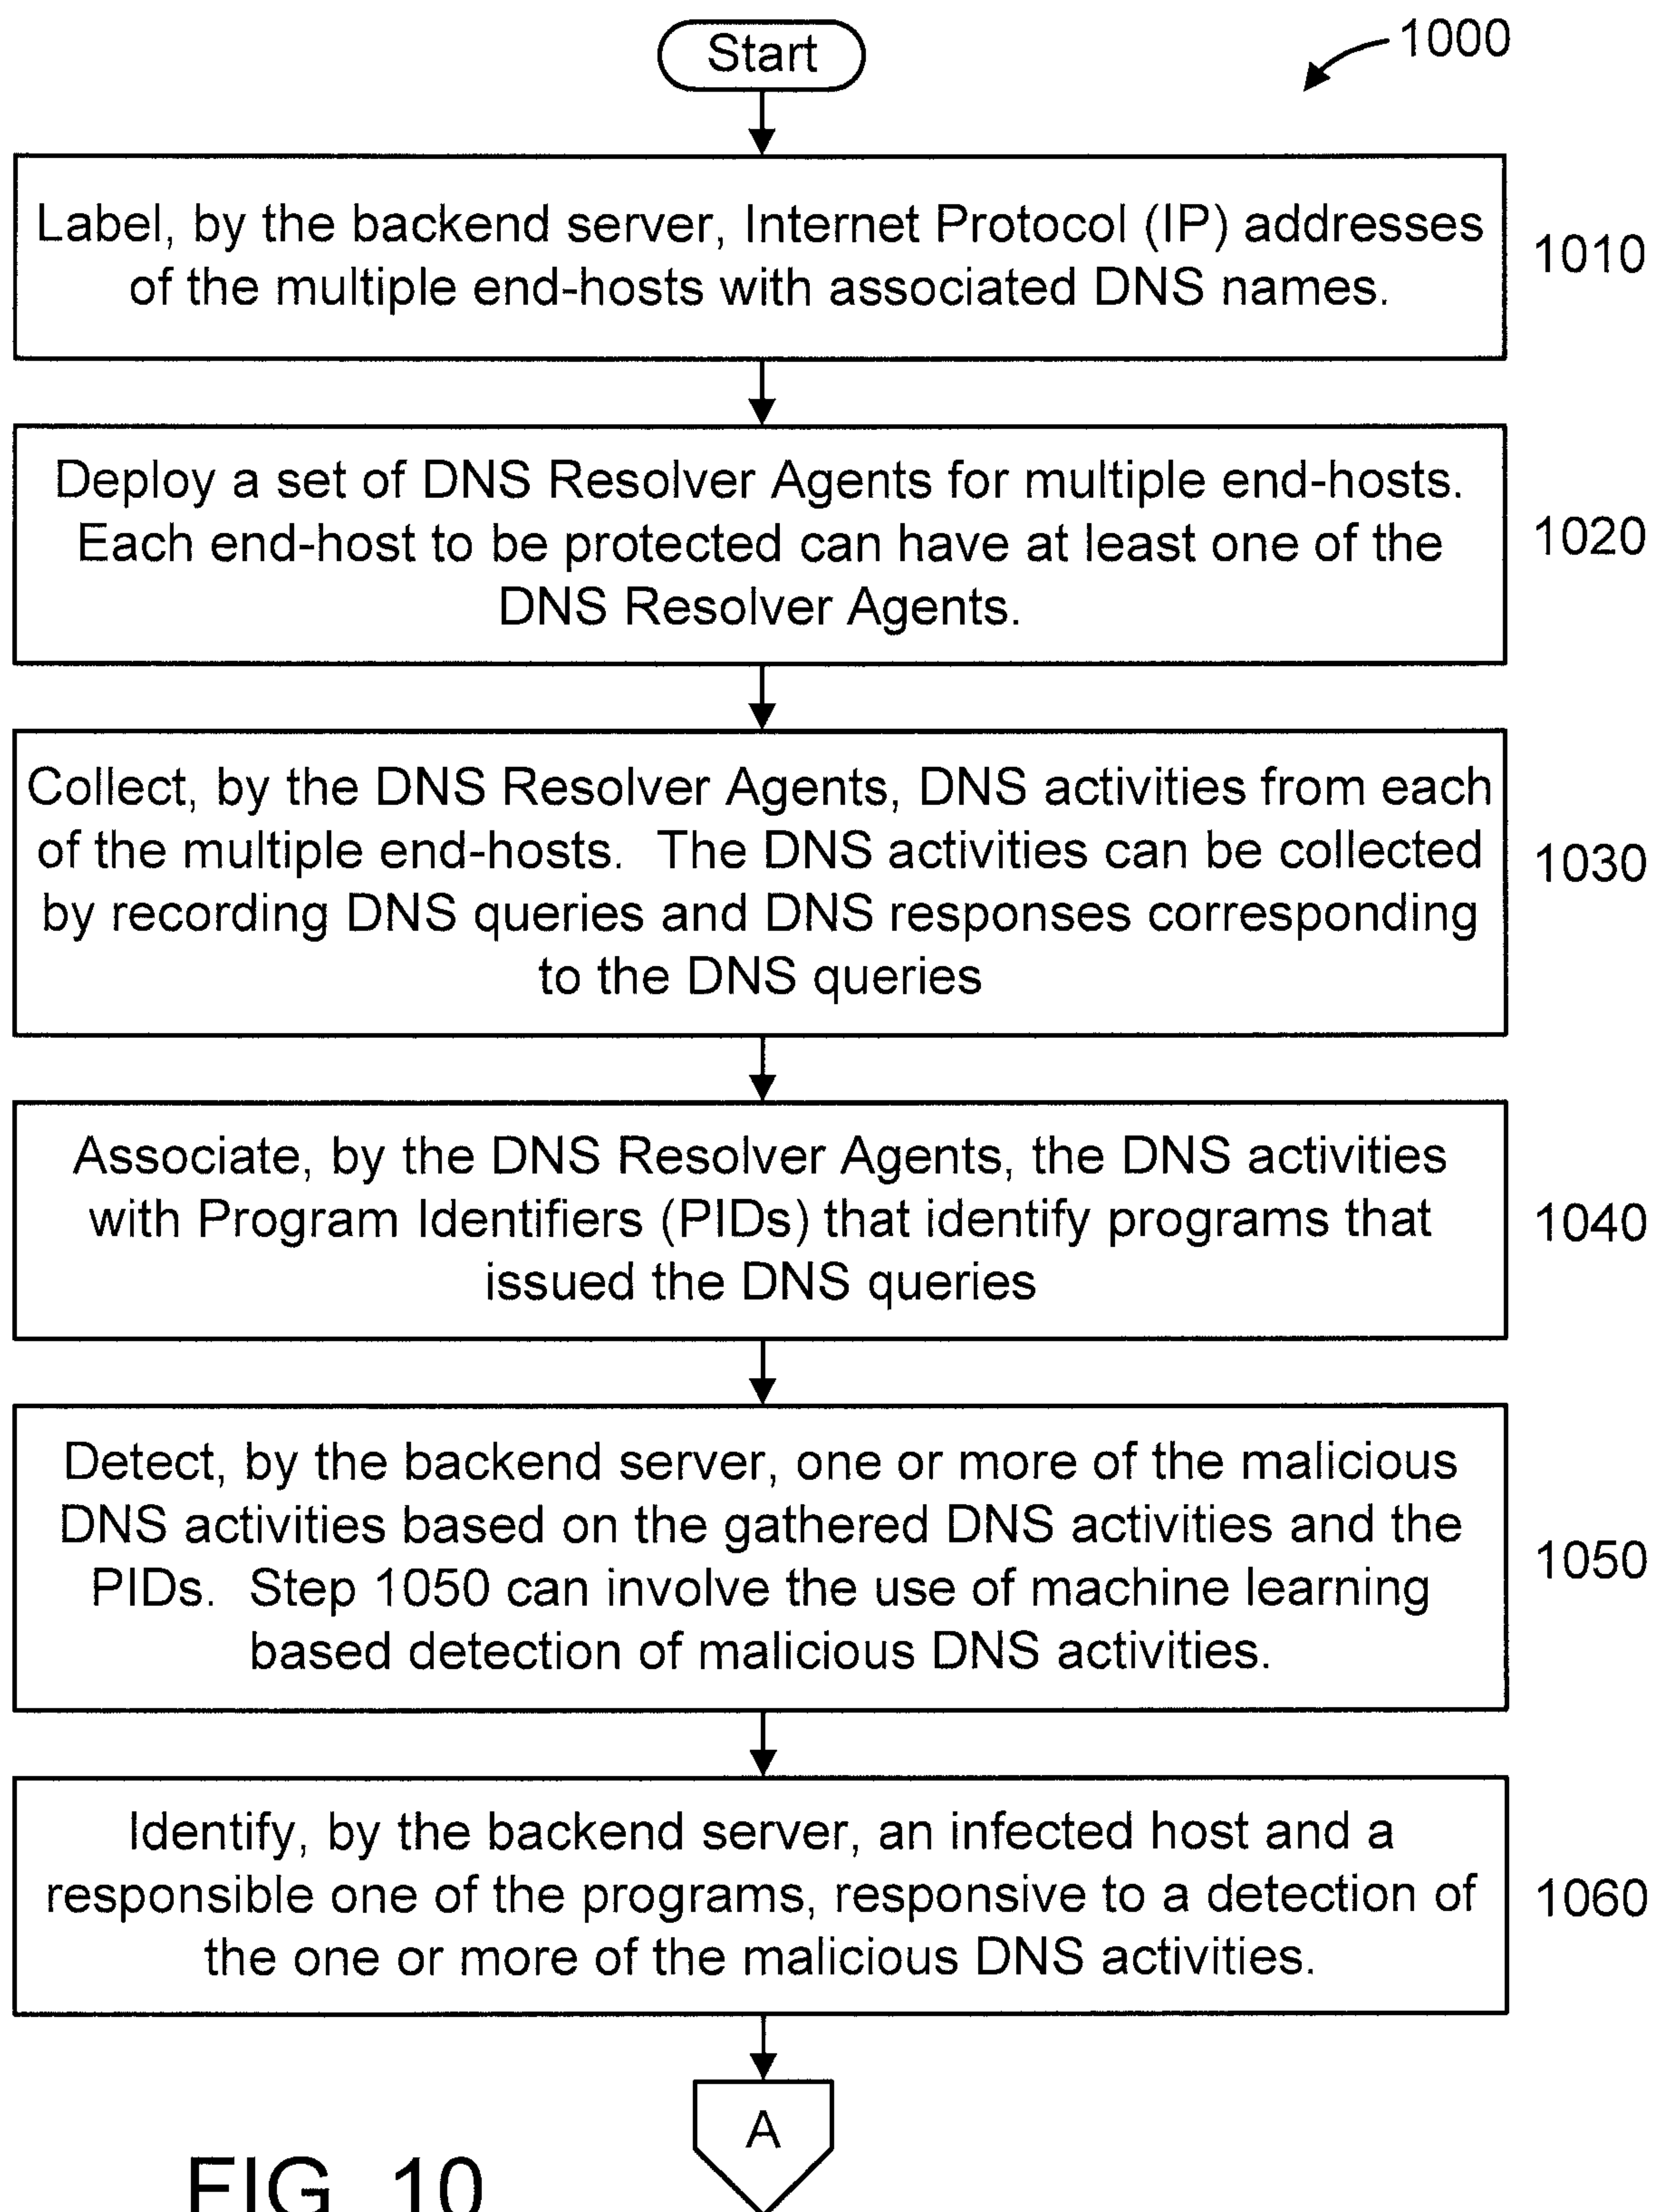 Start
1000
Label, by the backend server, Internet Protocol (IP) addresses
of the multiple end-hosts with associated DNS names.
1010
Deploy a set of DNS Resolver Agents for multiple end-hosts.
Each end-host to be protected can have at least one of the
DNS Resolver Agents.
1020
Collect, by the DNS Resolver Agents, DNS activities from each
of the multiple end-hosts. The DNS activities can be collected
by recording DNS queries and DNS responses corresponding
to the DNS queries
1030
Associate, by the DNS Resolver Agents, the DNS activities
with Program Identifiers (PIDs) that identify programs that
issued the DNS queries
1040
Detect, by the backend server, one or more of the malicious
DNS activities based on the gathered DNS activities and the
PIDs. Step 1050 can involve the use of machine learning
based detection of malicious DNS activities.
1050
Identify, by the backend server, an infected host and a
responsible one of the programs, responsive to a detection of
the one or more of the malicious DNS activities.
1060
A
FIG. 10